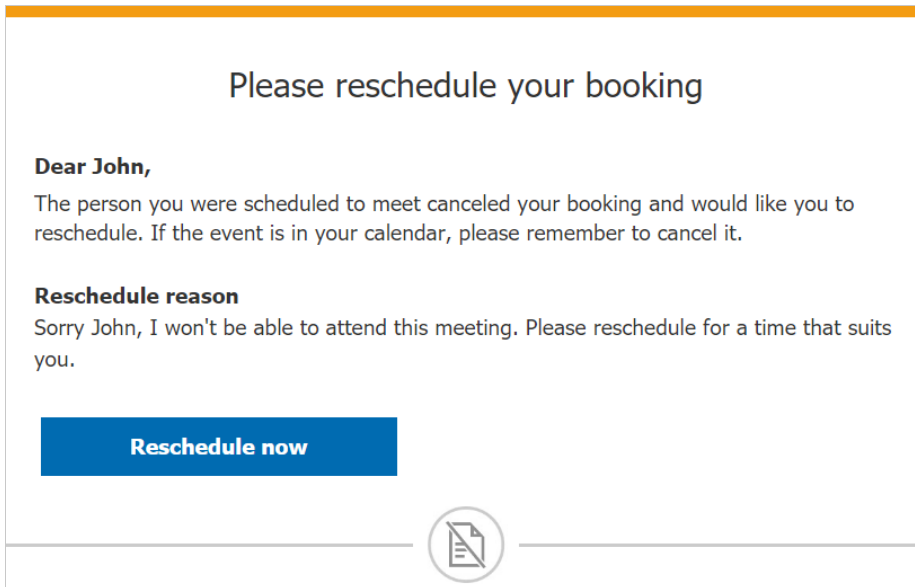 Please reschedule your booking
Dear John,
The person you were scheduled to meet canceled your booking and would like you to
reschedule. If the event is in your calendar, please remember to cancel it.
Reschedule reason
Sorry John, I won't be able to attend this meeting. Please reschedule for a time that suits
you.
Reschedule now